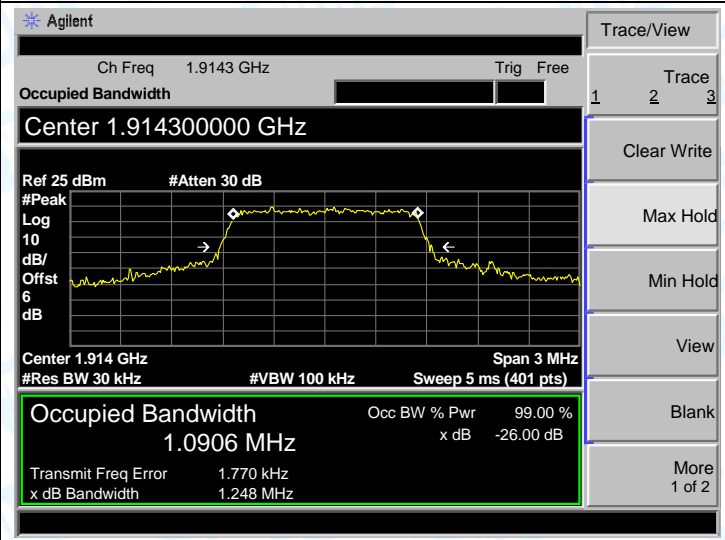 Agilent
Trace/View
Ch Freq 1.9143 GHz Trig Free
Occupied Bandwidth
Trace
1 2 3
Center 1.914300000 GHz
Clear Write
Ref 25 dBm #Atten 30 dB
#Peak
Log
10
dB/
Offst
6
dB
Max Hold
Min Hold
View
Center 1.914 GHz Span 3 MHz
#Res BW 30 kHz #VBW 100 kHz Sweep 5 ms (401 pts)
Occupied Bandwidth Occ BW % Pwr 99.00 %
1.0906 MHz x dB -26.00 dB
Blank
Transmit Freq Error 1.770 kHz
x dB Bandwidth 1.248 MHz
More
1 of 2